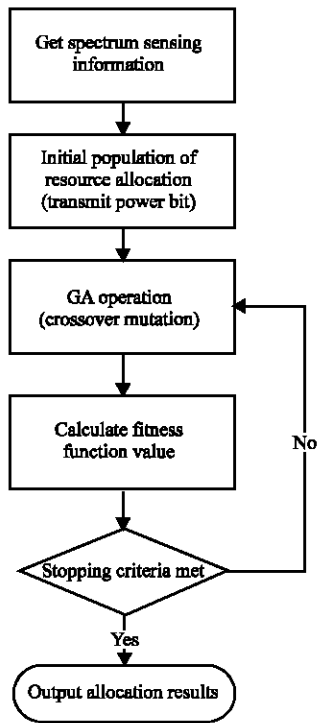 Get spectrum sensing
information
Initial population of
resource allocation
(transmit power bit)
GA operation
(crossover mutation)
Calculate fitness
function value
No
Stopping criteria met
Yes
Output allocation results